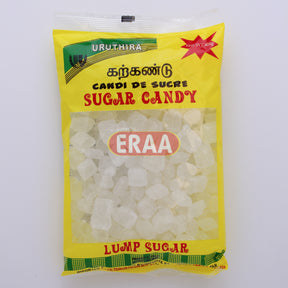 URUTHIRA
கற்கண்டு
CANDI DE SUCRE
SUGAR CANDY
ERAA
LUMP SUGAR